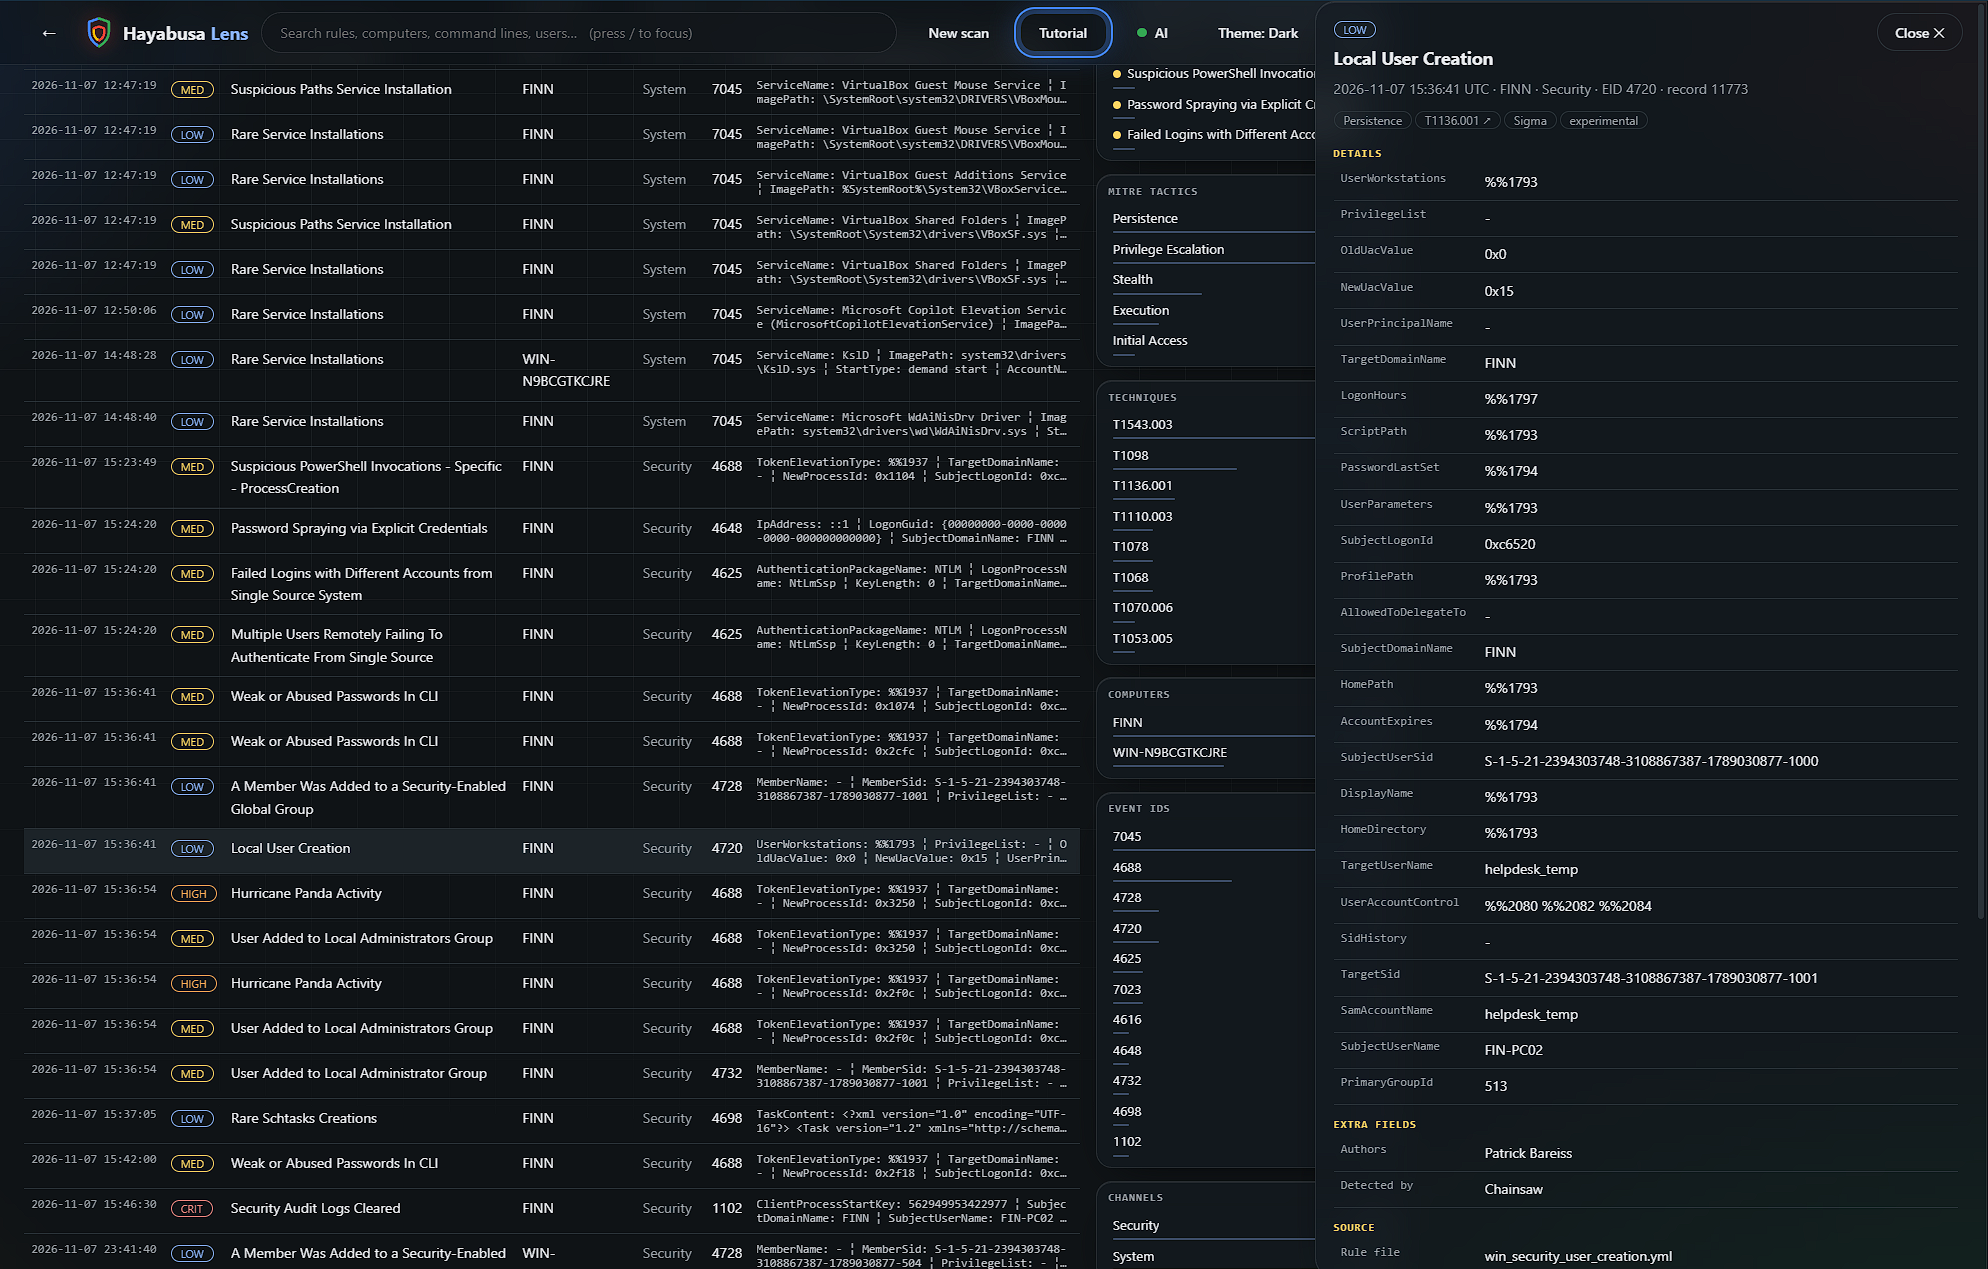 ← Hayabusa Lens Search rules, computers, command lines, users... (press / to focus) New scan Tutorial AI Theme: Dark
2026-11-07 12:47:19 MED Suspicious Paths Service Installation FINN System 7045 ServiceName: VirtualBox Guest Mouse Service ¦ I
magePath: \SystemRoot\system32\DRIVERS\VBoxMou…
2026-11-07 12:47:19 LOW Rare Service Installations FINN System 7045 ServiceName: VirtualBox Guest Mouse Service ¦ I
magePath: \SystemRoot\system32\DRIVERS\VBoxMou…
2026-11-07 12:47:19 LOW Rare Service Installations FINN System 7045 ServiceName: VirtualBox Guest Additions Service
¦ ImagePath: %SystemRoot%\System32\VBoxService…
2026-11-07 12:47:19 MED Suspicious Paths Service Installation FINN System 7045 ServiceName: VirtualBox Shared Folders ¦ ImageP
ath: \SystemRoot\System32\drivers\VBoxSF.sys ¦…
2026-11-07 12:47:19 LOW Rare Service Installations FINN System 7045 ServiceName: VirtualBox Shared Folders ¦ ImageP
ath: \SystemRoot\System32\drivers\VBoxSF.sys ¦…
2026-11-07 12:50:06 LOW Rare Service Installations FINN System 7045 ServiceName: Microsoft Copilot Elevation Servic
e (MicrosoftCopilotElevationService) ¦ ImagePa…
2026-11-07 14:48:28 LOW Rare Service Installations WIN-
N9BCGTKCJRE System 7045 ServiceName: KslD ¦ ImagePath: system32\drivers
\KslD.sys ¦ StartType: demand start ¦ AccountN…
2026-11-07 14:48:40 LOW Rare Service Installations FINN System 7045 ServiceName: Microsoft WdAiNisDrv Driver ¦ Imag
ePath: system32\drivers\wd\WdAiNisDrv.sys ¦ St…
2026-11-07 15:23:49 MED Suspicious PowerShell Invocations - Specific
- ProcessCreation FINN Security 4688 TokenElevationType: %%1937 ¦ TargetDomainName:
- ¦ NewProcessId: 0x1104 ¦ SubjectLogonId: 0xc…
2026-11-07 15:24:20 MED Password Spraying via Explicit Credentials FINN Security 4648 IpAddress: ::1 ¦ LogonGuid: {00000000-0000-0000
-0000-000000000000} ¦ SubjectDomainName: FINN …
2026-11-07 15:24:20 MED Failed Logins with Different Accounts from
Single Source System FINN Security 4625 AuthenticationPackageName: NTLM ¦ LogonProcessN
ame: NtLmSsp ¦ KeyLength: 0 ¦ TargetDomainName…
2026-11-07 15:24:20 MED Multiple Users Remotely Failing To
Authenticate From Single Source FINN Security 4625 AuthenticationPackageName: NTLM ¦ LogonProcessN
ame: NtLmSsp ¦ KeyLength: 0 ¦ TargetDomainName…
2026-11-07 15:36:41 MED Weak or Abused Passwords In CLI FINN Security 4688 TokenElevationType: %%1937 ¦ TargetDomainName:
- ¦ NewProcessId: 0x1074 ¦ SubjectLogonId: 0xc…
2026-11-07 15:36:41 MED Weak or Abused Passwords In CLI FINN Security 4688 TokenElevationType: %%1937 ¦ TargetDomainName:
- ¦ NewProcessId: 0x2cfc ¦ SubjectLogonId: 0xc…
2026-11-07 15:36:41 LOW A Member Was Added to a Security-Enabled
Global Group FINN Security 4728 MemberName: - ¦ MemberSid: S-1-5-21-2394303748-
3108867387-1789030877-1001 ¦ PrivilegeList: - …
2026-11-07 15:36:41 LOW Local User Creation FINN Security 4720 UserWorkstations: %%1793 ¦ PrivilegeList: - ¦ O
ldUacValue: 0x0 ¦ NewUacValue: 0x15 ¦ UserPrin…
2026-11-07 15:36:54 HIGH Hurricane Panda Activity FINN Security 4688 TokenElevationType: %%1937 ¦ TargetDomainName:
- ¦ NewProcessId: 0x3250 ¦ SubjectLogonId: 0xc…
2026-11-07 15:36:54 MED User Added to Local Administrators Group FINN Security 4688 TokenElevationType: %%1937 ¦ TargetDomainName:
- ¦ NewProcessId: 0x3250 ¦ SubjectLogonId: 0xc…
2026-11-07 15:36:54 HIGH Hurricane Panda Activity FINN Security 4688 TokenElevationType: %%1937 ¦ TargetDomainName:
- ¦ NewProcessId: 0x2f0c ¦ SubjectLogonId: 0xc…
2026-11-07 15:36:54 MED User Added to Local Administrators Group FINN Security 4688 TokenElevationType: %%1937 ¦ TargetDomainName:
- ¦ NewProcessId: 0x2f0c ¦ SubjectLogonId: 0xc…
2026-11-07 15:36:54 MED User Added to Local Administrator Group FINN Security 4732 MemberName: - ¦ MemberSid: S-1-5-21-2394303748-
3108867387-1789030877-1001 ¦ PrivilegeList: - …
2026-11-07 15:37:05 LOW Rare Schtasks Creations FINN Security 4698 TaskContent: <?xml version="1.0" encoding="UTF-
16"?> <Task version="1.2" xmlns="http://schema…
2026-11-07 15:42:00 MED Weak or Abused Passwords In CLI FINN Security 4688 TokenElevationType: %%1937 ¦ TargetDomainName:
- ¦ NewProcessId: 0x2f18 ¦ SubjectLogonId: 0xc…
2026-11-07 15:46:30 CRIT Security Audit Logs Cleared FINN Security 1102 ClientProcessStartKey: 562949953422977 ¦ Subjec
tDomainName: FINN ¦ SubjectUserName: FIN-PC02 …
2026-11-07 23:41:40 LOW A Member Was Added to a Security-Enabled WIN- Security 4728 MemberName: - ¦ MemberSid: S-1-5-21-2394303748-
3108867387-1789030877-504 ¦ PrivilegeList: - ¦…
Suspicious PowerShell Invocation
Password Spraying via Explicit C
Failed Logins with Different Acco
MITRE TACTICS
Persistence
Privilege Escalation
Stealth
Execution
Initial Access
TECHNIQUES
T1543.003
T1098
T1136.001
T1110.003
T1078
T1068
T1070.006
T1053.005
COMPUTERS
FINN
WIN-N9BCGTKCJRE
EVENT IDS
7045
4688
4728
4720
4625
7023
4616
4648
4732
4698
1102
CHANNELS
Security
System
LOW Close ✕
Local User Creation
2026-11-07 15:36:41 UTC · FINN · Security · EID 4720 · record 11773
Persistence T1136.001 ↗ Sigma experimental
DETAILS
UserWorkstations %%1793
PrivilegeList -
OldUacValue 0x0
NewUacValue 0x15
UserPrincipalName -
TargetDomainName FINN
LogonHours %%1797
ScriptPath %%1793
PasswordLastSet %%1794
UserParameters %%1793
SubjectLogonId 0xc6520
ProfilePath %%1793
AllowedToDelegateTo -
SubjectDomainName FINN
HomePath %%1793
AccountExpires %%1794
SubjectUserSid S-1-5-21-2394303748-3108867387-1789030877-1000
DisplayName %%1793
HomeDirectory %%1793
TargetUserName helpdesk_temp
UserAccountControl %%2080 %%2082 %%2084
SidHistory -
TargetSid S-1-5-21-2394303748-3108867387-1789030877-1001
SamAccountName helpdesk_temp
SubjectUserName FIN-PC02
PrimaryGroupId 513
EXTRA FIELDS
Authors Patrick Bareiss
Detected by Chainsaw
SOURCE
Rule file win_security_user_creation.yml